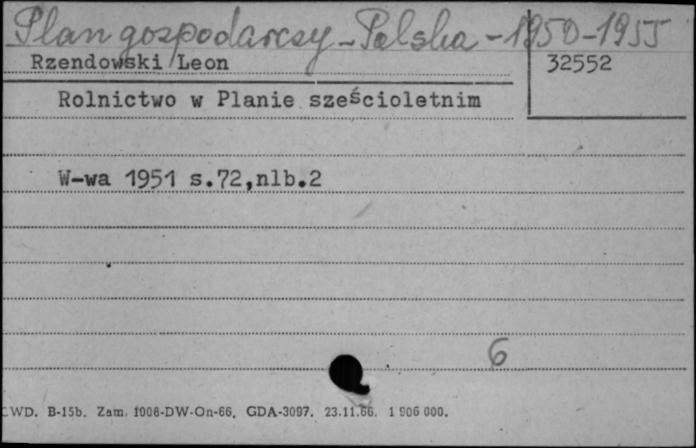 Plan gospodarczy - Polska - 1950-1955
Rzendowski Leon 32552
Rolnictwo w Planie sześcioletnim
W-wa 1951 s.72,nlb.2
6
CWD. B-15b. Zam. 1008-DW-On-66. GDA-3097. 23.11.66. 1 906 000.